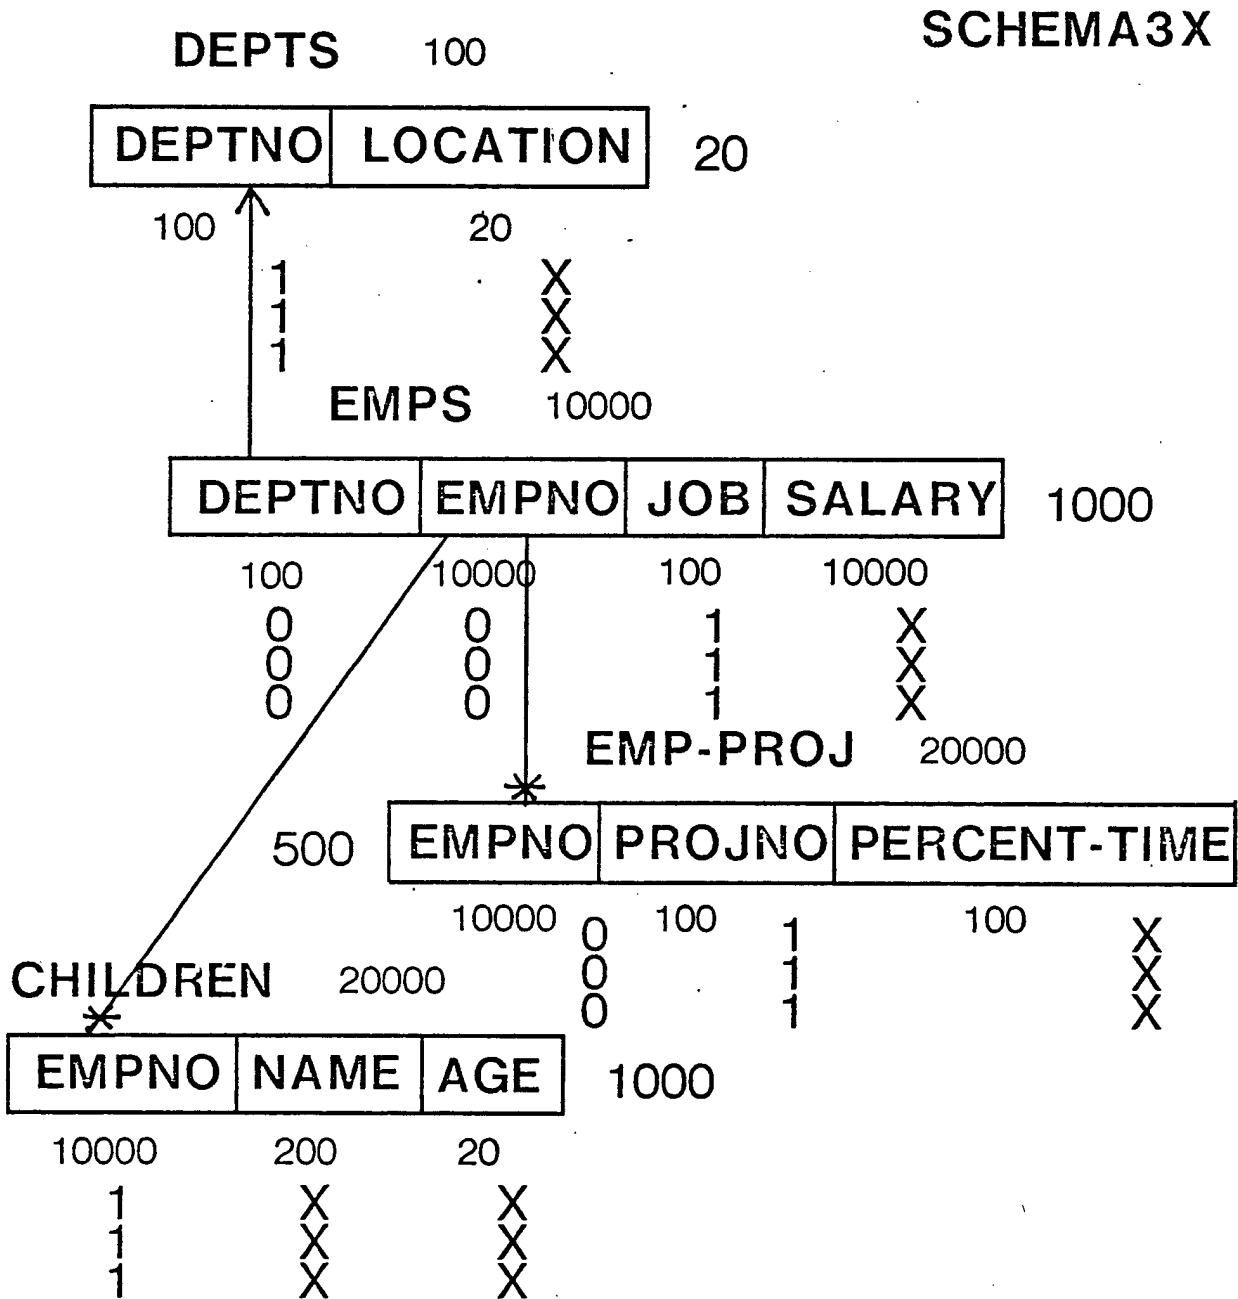 SCHEMA3X
DEPTS 100
DEPTNO LOCATION 20
100 20
1 X
1 X
1 X
EMPS 10000
DEPTNO EMPNO JOB SALARY 1000
100 10000 100 10000
0 0 1 X
0 0 1 X
0 0 1 X
EMP-PROJ 20000
500 EMPNO PROJNO PERCENT-TIME
10000 100 100
0 1 X
0 1 X
0 1 X
CHILDREN 20000
EMPNO NAME AGE 1000
10000 200 20
1 X X
1 X X
1 X X